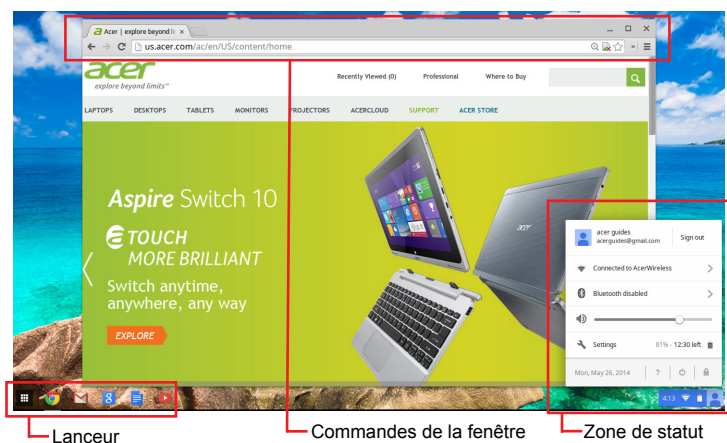 Acer | explore beyond li
us.acer.com/ac/en/US/content/home
acer
explore beyond limits™
Recently Viewed (0)
Professional
Where to Buy
LAPTOPS
DESKTOPS
TABLETS
MONITORS
PROJECTORS
ACERCLOUD
SUPPORT
ACER STORE
Aspire Switch 10
TOUCH
MORE BRILLIANT
Switch anytime,
anywhere, any way
EXPLORE
acer
acer guides
acerguides@gmail.com
Sign out
Connected to AcerWireless
Bluetooth disabled
Settings
81% - 12:30 left
Mon, May 26, 2014
?
8
4:13
Lanceur
Commandes de la fenêtre
Zone de statut